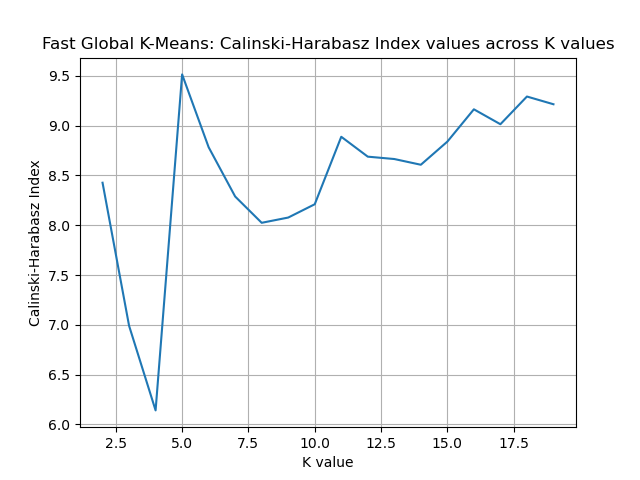 Fast Global K-Means: Calinski-Harabasz Index values across K values
9.5
9.0
8.5
8.0
7.5
7.0
6.5
6.0
Calinski-Harabasz Index
2.5 5.0 7.5 10.0 12.5 15.0 17.5
K value